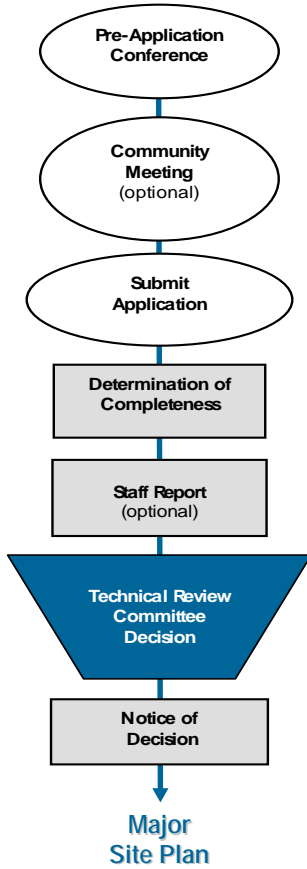 Pre-Application
Conference
Community
Meeting
(optional)
Submit
Application
Determination of
Completeness
Staff Report
(optional)
Technical Review
Committee
Decision
Notice of
Decision
Major
Site Plan